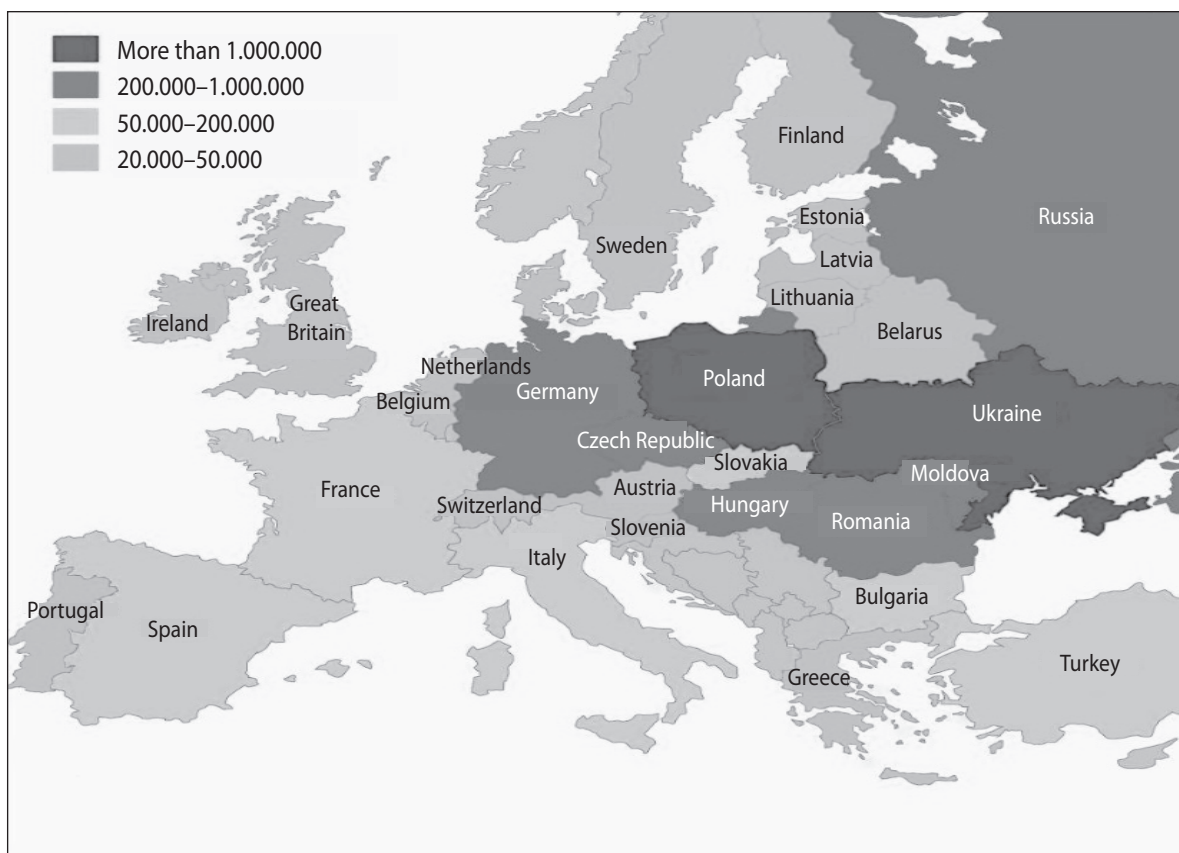 More than 1.000.000
200.000–1.000.000
50.000–200.000
20.000–50.000
Finland
Russia
Estonia
Sweden
Latvia
Lithuania
Great
Britain
Ireland
Belarus
Netherlands
Poland
Germany
Belgium
Ukraine
Czech Republic
Slovakia
Moldova
France
Austria
Switzerland
Hungary
Romania
Slovenia
Italy
Bulgaria
Portugal
Spain
Turkey
Greece